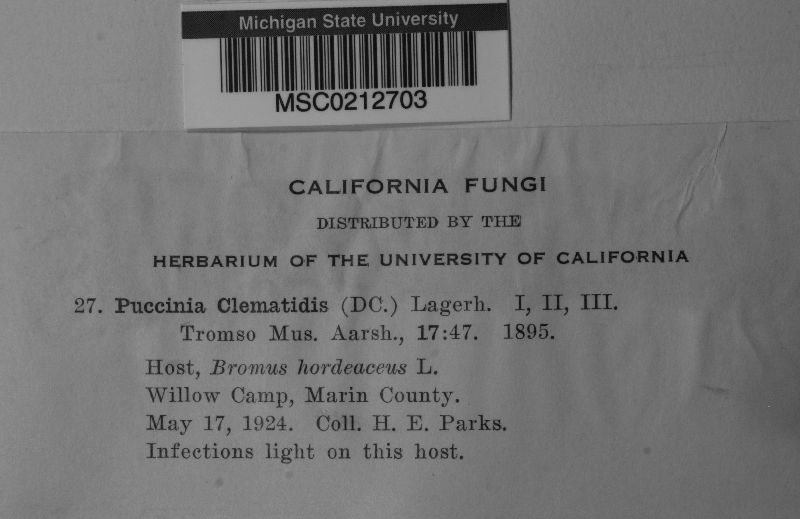 Michigan State University
MSC0212703
CALIFORNIA FUNGI
DISTRIBUTED BY THE
HERBARIUM OF THE UNIVERSITY OF CALIFORNIA
27. Puccinia Clematidis (DC.) Lagerh. I, II, III.
Tromso Mus. Aarsh., 17:47. 1895.
Host, Bromus hordeaceus L.
Willow Camp, Marin County.
May 17, 1924. Coll. H. E. Parks.
Infections light on this host.